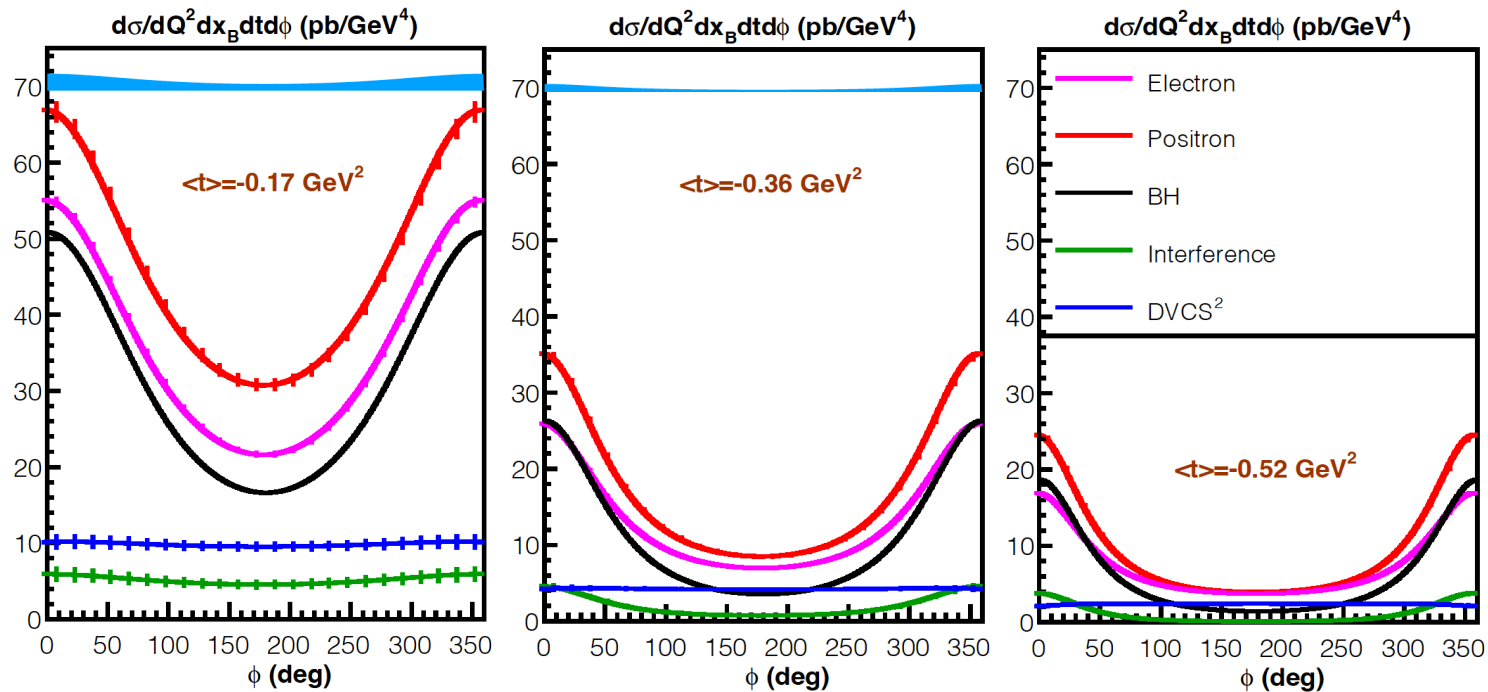 dσ/dQ²dx_Bdtdϕ (pb/GeV⁴)
70
60
50
40
30
20
10
0
<t>=-0.17 GeV²
0 50 100 150 200 250 300 350
ϕ (deg)
dσ/dQ²dx_Bdtdϕ (pb/GeV⁴)
70
60
50
40
30
20
10
0
<t>=-0.36 GeV²
0 50 100 150 200 250 300 350
ϕ (deg)
dσ/dQ²dx_Bdtdϕ (pb/GeV⁴)
70
60
50
40
30
20
10
0
Electron
Positron
BH
Interference
DVCS²
<t>=-0.52 GeV²
0 50 100 150 200 250 300 350
ϕ (deg)